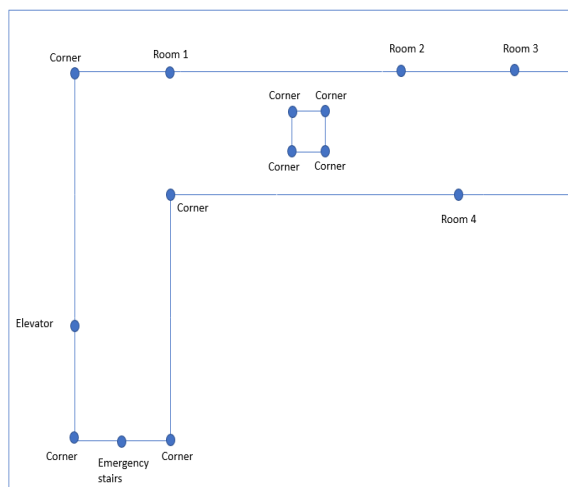 Corner
Room 1
Room 2
Room 3
Corner
Corner
Corner
Corner
Corner
Room 4
Elevator
Corner
Emergency
stairs
Corner